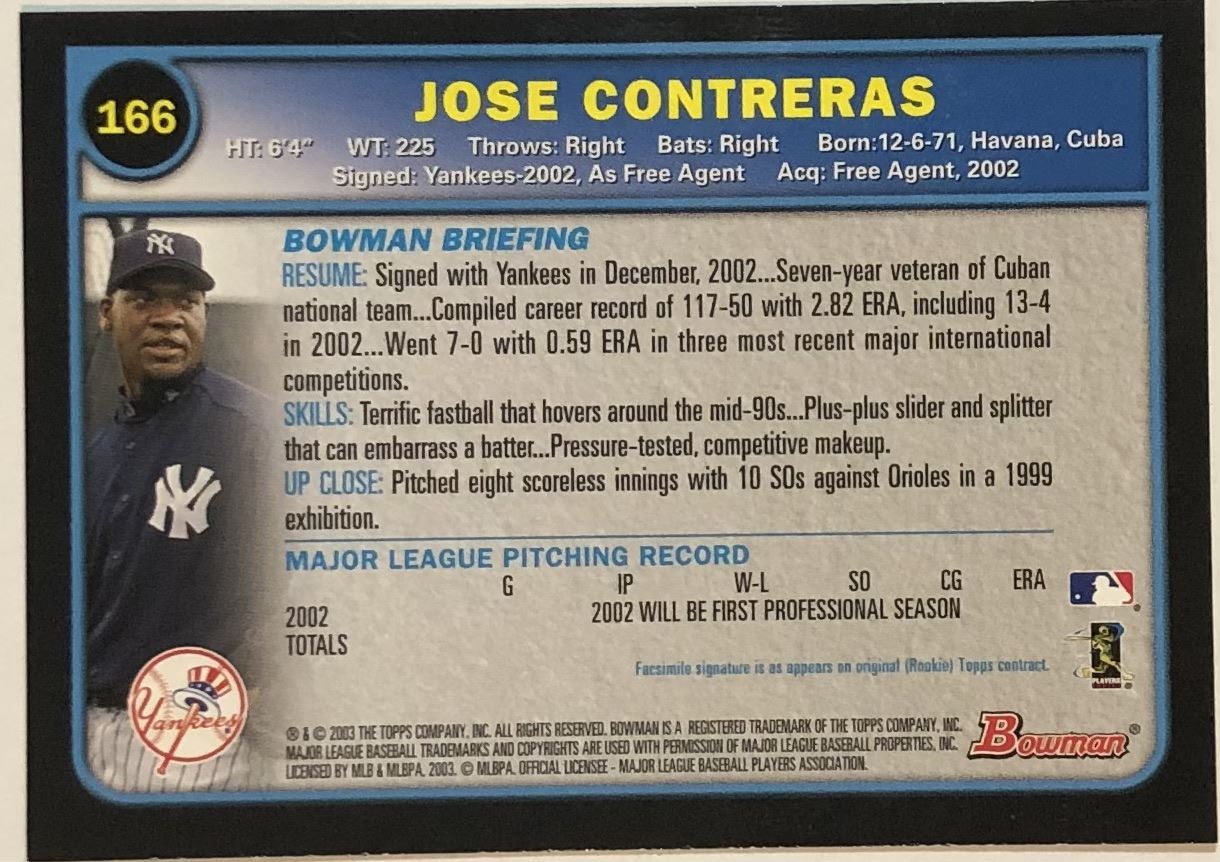 166
JOSE CONTRERAS
HT: 6'4" WT: 225 Throws: Right Bats: Right Born:12-6-71, Havana, Cuba
Signed: Yankees-2002, As Free Agent Acq: Free Agent, 2002
NY
BOWMAN BRIEFING
RESUME: Signed with Yankees in December, 2002...Seven-year veteran of Cuban
national team...Compiled career record of 117-50 with 2.82 ERA, including 13-4
in 2002...Went 7-0 with 0.59 ERA in three most recent major international
competitions.
SKILLS: Terrific fastball that hovers around the mid-90s...Plus-plus slider and splitter
that can embarrass a batter...Pressure-tested, competitive makeup.
UP CLOSE: Pitched eight scoreless innings with 10 SOs against Orioles in a 1999
exhibition.
NY
MAJOR LEAGUE PITCHING RECORD
G IP W-L SO CG ERA
2002 2002 WILL BE FIRST PROFESSIONAL SEASON
TOTALS
Facsimile signature is as appears on original (Rookie) Topps contract.
PLAYERS
Yankees
® & © 2003 THE TOPPS COMPANY, INC. ALL RIGHTS RESERVED. BOWMAN IS A REGISTERED TRADEMARK OF THE TOPPS COMPANY, INC.
MAJOR LEAGUE BASEBALL TRADEMARKS AND COPYRIGHTS ARE USED WITH PERMISSION OF MAJOR LEAGUE BASEBALL PROPERTIES, INC.
LICENSED BY MLB & MLBPA, 2003. © MLBPA. OFFICIAL LICENSEE - MAJOR LEAGUE BASEBALL PLAYERS ASSOCIATION.
Bowman®